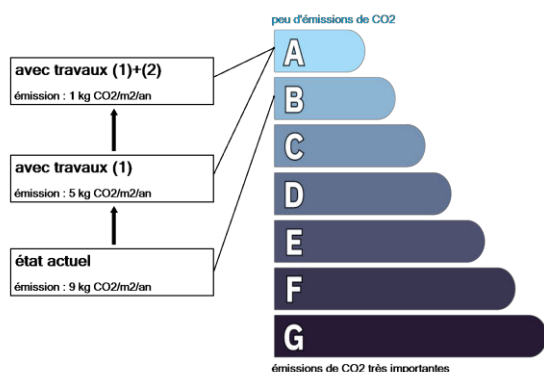 peu d'émissions de CO2
avec travaux (1)+(2)
émission : 1 kg CO2/m2/an
avec travaux (1)
émission : 5 kg CO2/m2/an
état actuel
émission : 9 kg CO2/m2/an
A
B
C
D
E
F
G
émissions de CO2 très importantes